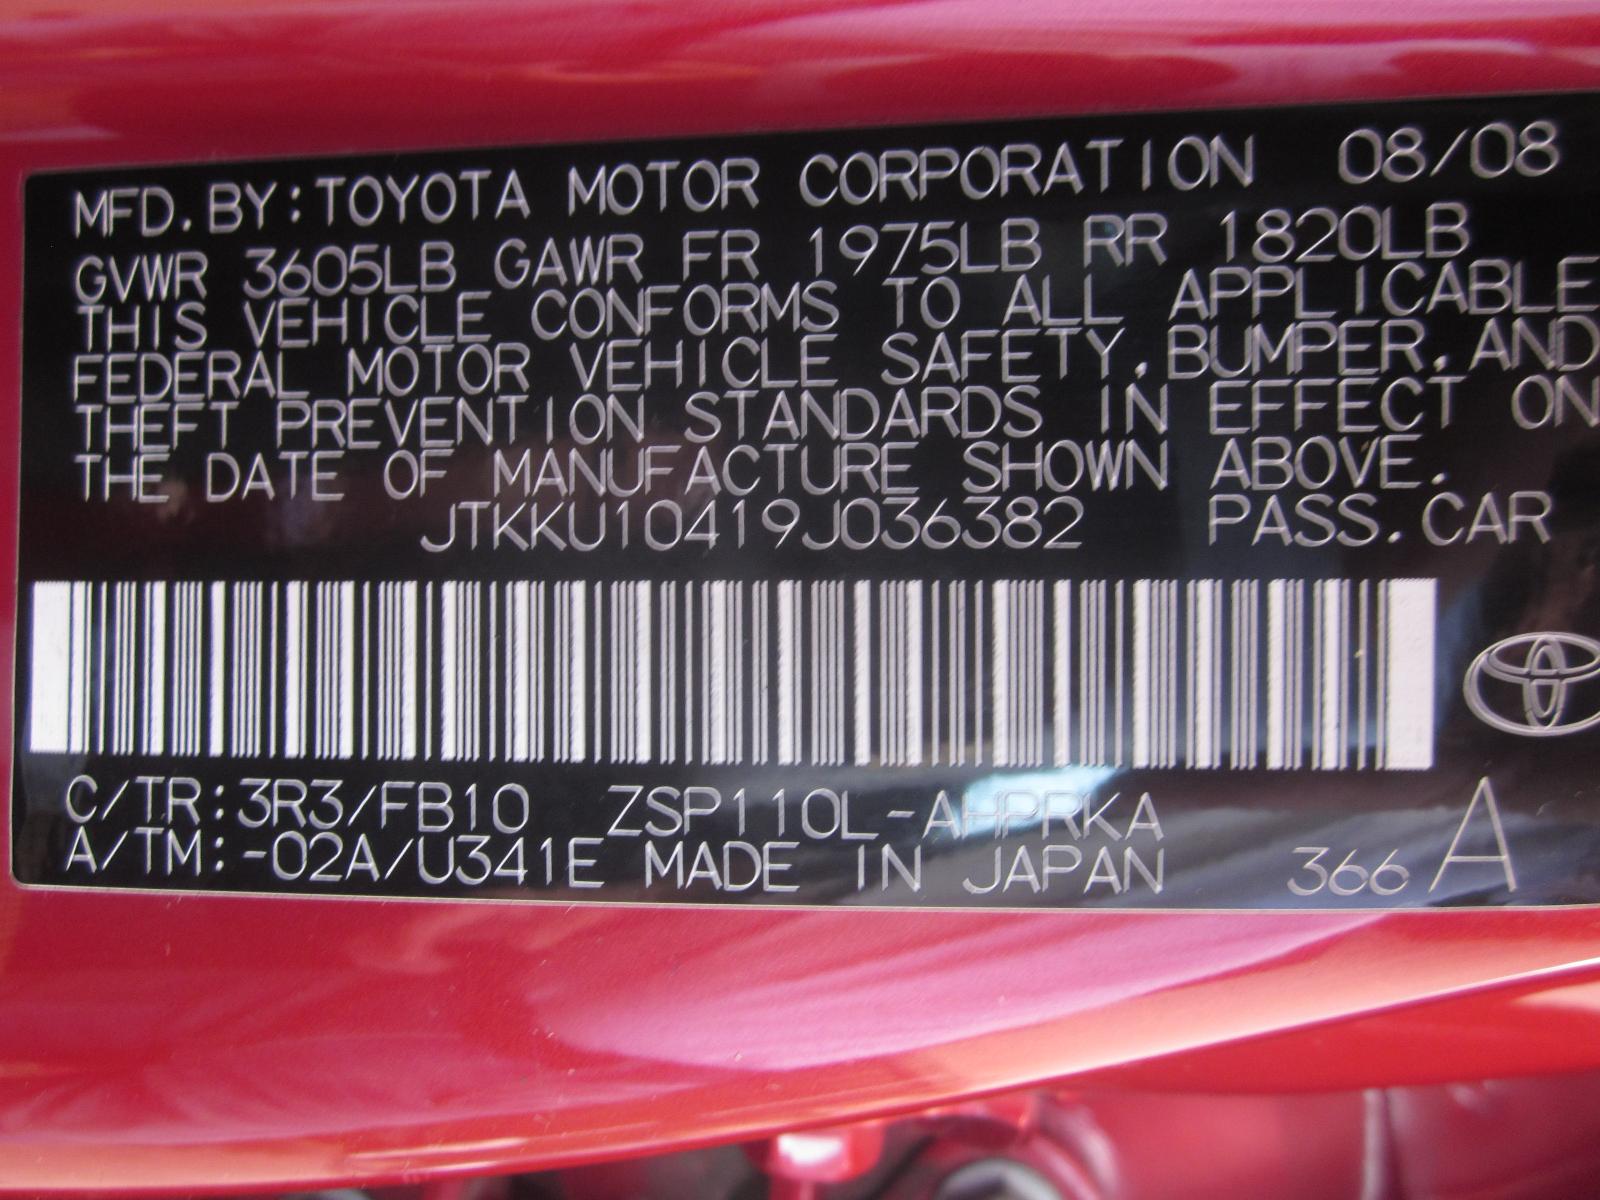 MFD. BY: TOYOTA MOTOR CORPORATION 08/08
GVWR 3605LB GAWR FR 1975LB RR 1820LB
THIS VEHICLE CONFORMS TO ALL APPLICABLE
FEDERAL MOTOR VEHICLE SAFETY, BUMPER, AND
THEFT PREVENTION STANDARDS IN EFFECT ON
THE DATE OF MANUFACTURE SHOWN ABOVE.
JTKKU10419J036382 PASS. CAR
C/TR: 3R3/FB10 ZSP110L-AHPRKA
A/TM: -02A/U341E MADE IN JAPAN 366 A